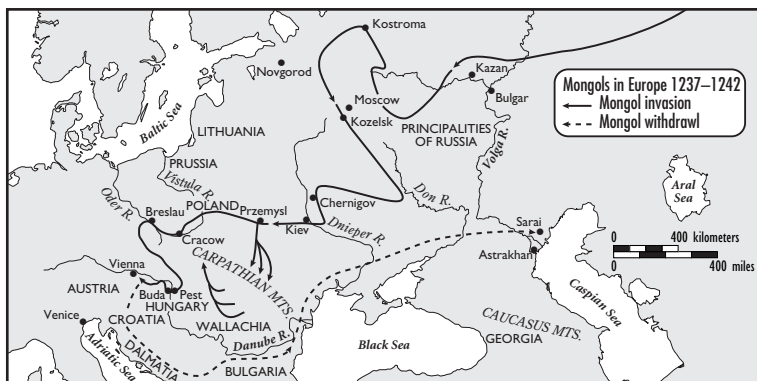 Kostroma
Novgorod
Kazan
Mongols in Europe 1237–1242
Mongol invasion
Mongol withdrawl
Bulgar
Moscow
Kozelsk
Baltic Sea
LITHUANIA
PRINCIPALITIES
OF RUSSIA
Volga R.
PRUSSIA
Vistula R.
Oder R.
POLAND
Chernigov
Don R.
Aral
Sea
Breslau
Przemysl
Kiev
Dnieper R.
Sarai
0 400 kilometers
0 400 miles
Cracow
Astrakhan
Vienna
CARPATHIAN MTS.
AUSTRIA
Buda
Pest
HUNGARY
Caspian Sea
Venice
CROATIA
WALLACHIA
CAUCASUS MTS.
Danube R.
Black Sea
GEORGIA
Adriatic Sea
DALMATIA
BULGARIA